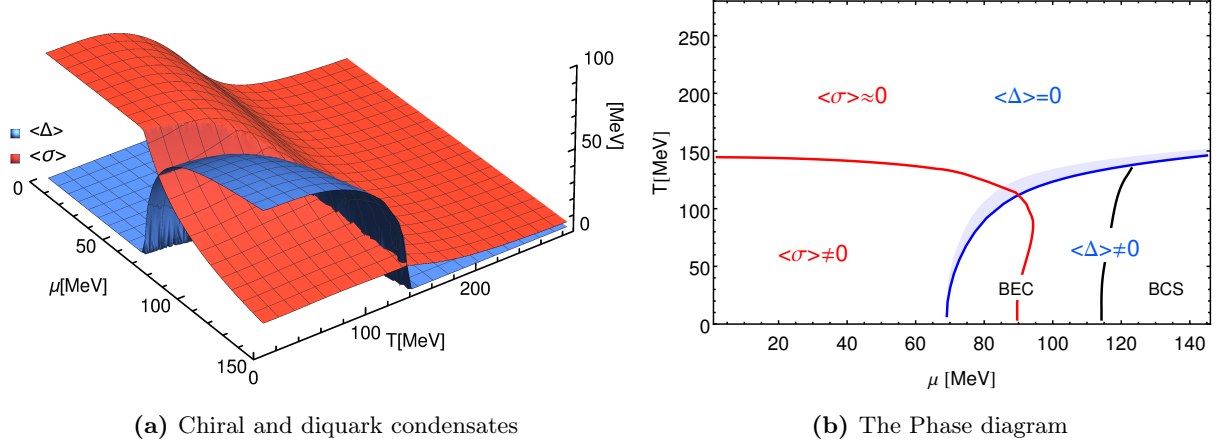 <Δ>
<σ>
0
50
100
150
μ[MeV]
0
100
200
T[MeV]
0
50
100
[MeV]
(a) Chiral and diquark condensates
250
200
150
100
50
0
T[MeV]
<σ>≈0
<Δ>=0
<σ>≠0
<Δ>≠0
BEC
BCS
20 40 60 80 100 120 140
μ [MeV]
(b) The Phase diagram